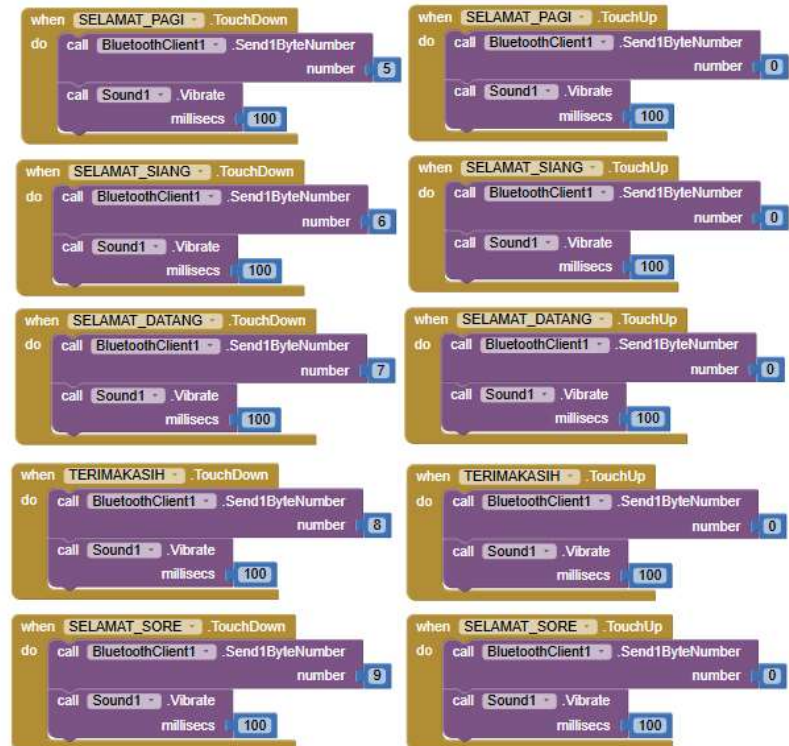 when SELAMAT_PAGI .TouchDown
do call BluetoothClient1 .Send1ByteNumber
number 5
call Sound1 .Vibrate
millisecs 100
when SELAMAT_PAGI .TouchUp
do call BluetoothClient1 .Send1ByteNumber
number 0
call Sound1 .Vibrate
millisecs 100
when SELAMAT_SIANG .TouchDown
do call BluetoothClient1 .Send1ByteNumber
number 6
call Sound1 .Vibrate
millisecs 100
when SELAMAT_SIANG .TouchUp
do call BluetoothClient1 .Send1ByteNumber
number 0
call Sound1 .Vibrate
millisecs 100
when SELAMAT_DATANG .TouchDown
do call BluetoothClient1 .Send1ByteNumber
number 7
call Sound1 .Vibrate
millisecs 100
when SELAMAT_DATANG .TouchUp
do call BluetoothClient1 .Send1ByteNumber
number 0
call Sound1 .Vibrate
millisecs 100
when TERIMAKASIH .TouchDown
do call BluetoothClient1 .Send1ByteNumber
number 8
call Sound1 .Vibrate
millisecs 100
when TERIMAKASIH .TouchUp
do call BluetoothClient1 .Send1ByteNumber
number 0
call Sound1 .Vibrate
millisecs 100
when SELAMAT_SORE .TouchDown
do call BluetoothClient1 .Send1ByteNumber
number 9
call Sound1 .Vibrate
millisecs 100
when SELAMAT_SORE .TouchUp
do call BluetoothClient1 .Send1ByteNumber
number 0
call Sound1 .Vibrate
millisecs 100